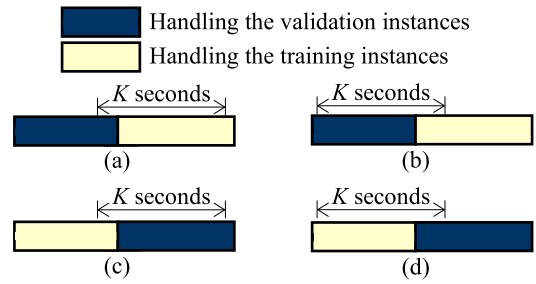 Handling the validation instances
Handling the training instances
K seconds
K seconds
(a)
(b)
K seconds
K seconds
(c)
(d)